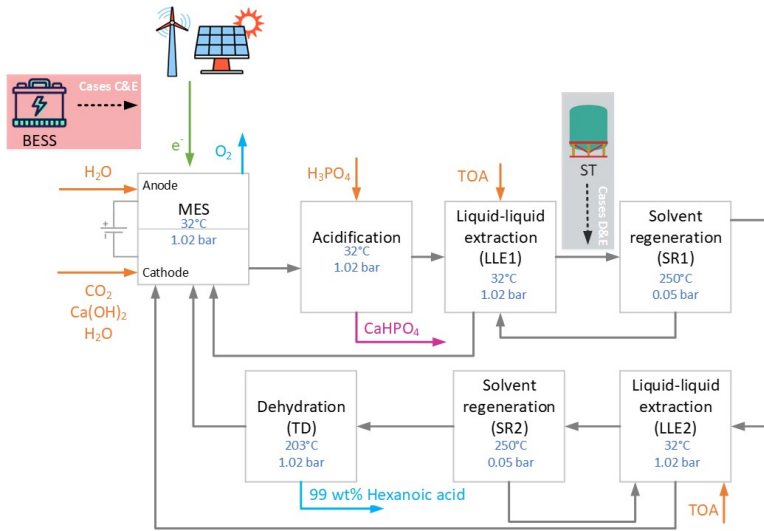 Cases C&E
BESS
e⁻
O₂
H₂O
Anode
MES
32°C
1.02 bar
+
-
Cathode
CO₂
Ca(OH)₂
H₂O
H₃PO₄
Acidification
32°C
1.02 bar
CaHPO₄
TOA
Liquid-liquid
extraction
(LLE1)
32°C
1.02 bar
ST
Cases D&E
Solvent
regeneration
(SR1)
250°C
0.05 bar
Dehydration
(TD)
203°C
1.02 bar
99 wt% Hexanoic acid
Solvent
regeneration
(SR2)
250°C
0.05 bar
Liquid-liquid
extraction
(LLE2)
32°C
1.02 bar
TOA